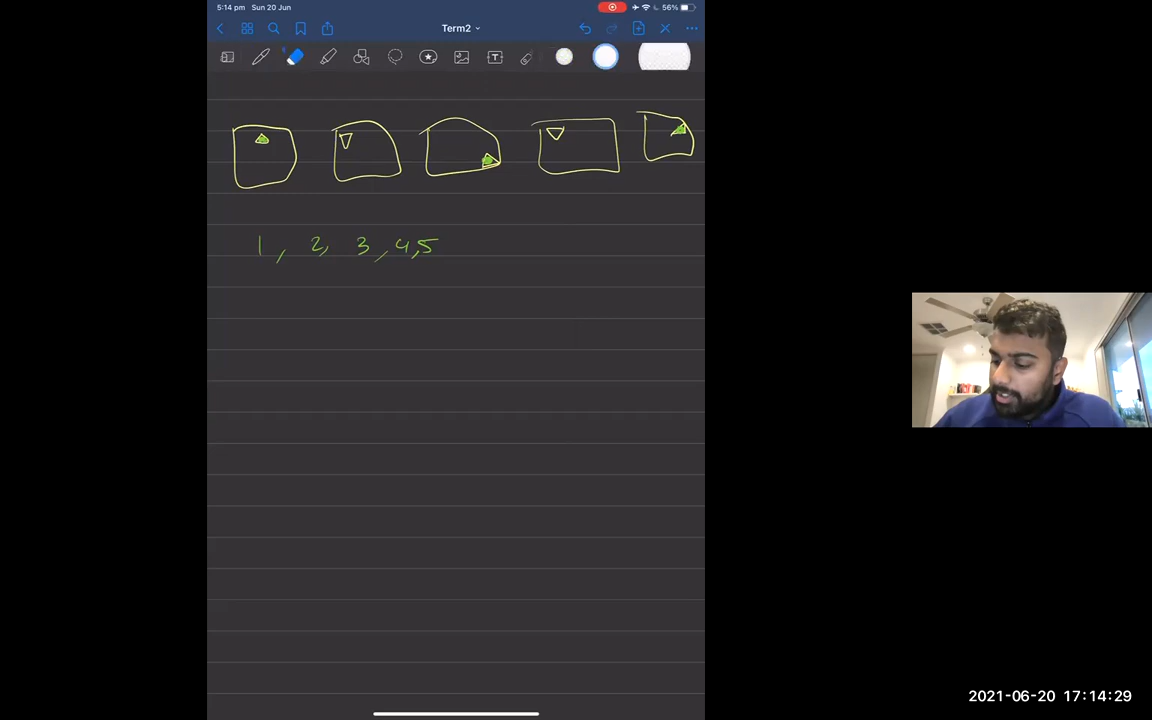 5:14 pm Sun 20 Jun 56%
Term2
1, 2, 3, 4, 5
2021-06-20 17:14:29